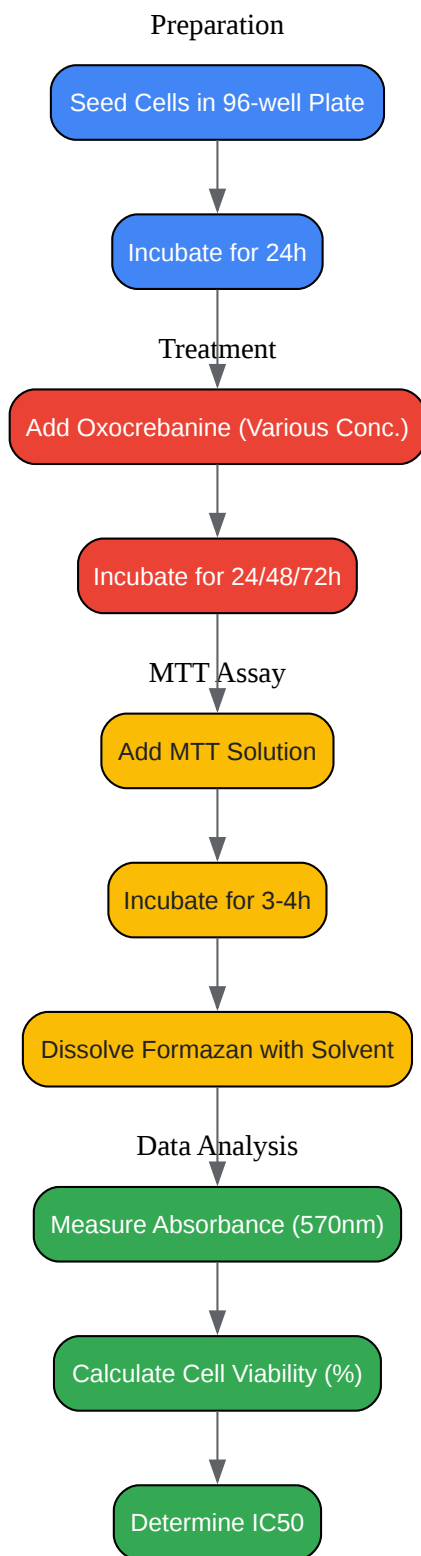 Preparation
Seed Cells in 96-well Plate
Incubate for 24h
Treatment
Add Oxocrebanine (Various Conc.)
Incubate for 24/48/72h
MTT Assay
Add MTT Solution
Incubate for 3-4h
Dissolve Formazan with Solvent
Data Analysis
Measure Absorbance (570nm)
Calculate Cell Viability (%)
Determine IC50